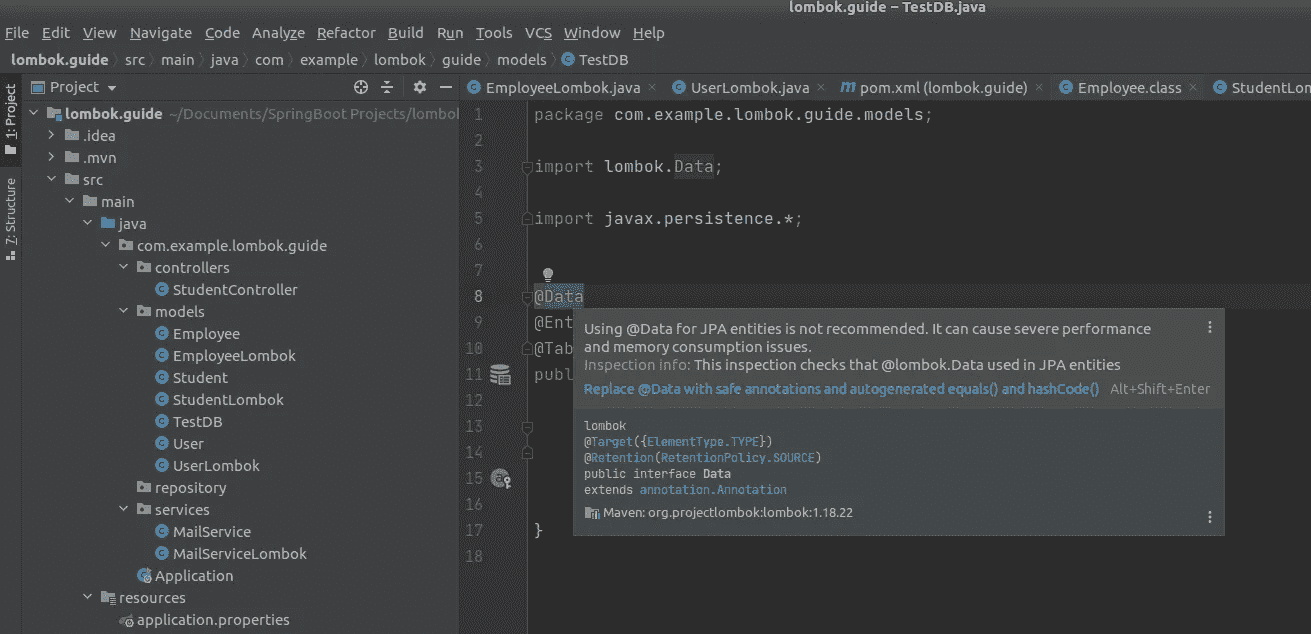 lombok.guide – TestDB.java
File Edit View Navigate Code Analyze Refactor Build Run Tools VCS Window Help
lombok.guide src main java com example lombok guide models TestDB
1: Project
7: Structure
Project
lombok.guide ~/Documents/SpringBoot Projects/lombol
.idea
.mvn
src
main
java
com.example.lombok.guide
controllers
StudentController
models
Employee
EmployeeLombok
Student
StudentLombok
TestDB
User
UserLombok
repository
services
MailService
MailServiceLombok
Application
resources
application.properties
EmployeeLombok.java UserLombok.java pom.xml (lombok.guide) Employee.class StudentLom
1 package com.example.lombok.guide.models;
2
3 import lombok.Data;
4
5 import javax.persistence.*;
6
7
8 @Data
9 @Ent
10 @Tab
11 publ
12
13
14
15
16
17 }
18
Using @Data for JPA entities is not recommended. It can cause severe performance
and memory consumption issues.
Inspection info: This inspection checks that @lombok.Data used in JPA entities
Replace @Data with safe annotations and autogenerated equals() and hashCode() Alt+Shift+Enter
lombok
@Target({ElementType.TYPE})
@Retention(RetentionPolicy.SOURCE)
public interface Data
extends annotation.Annotation
Maven: org.projectlombok:lombok:1.18.22